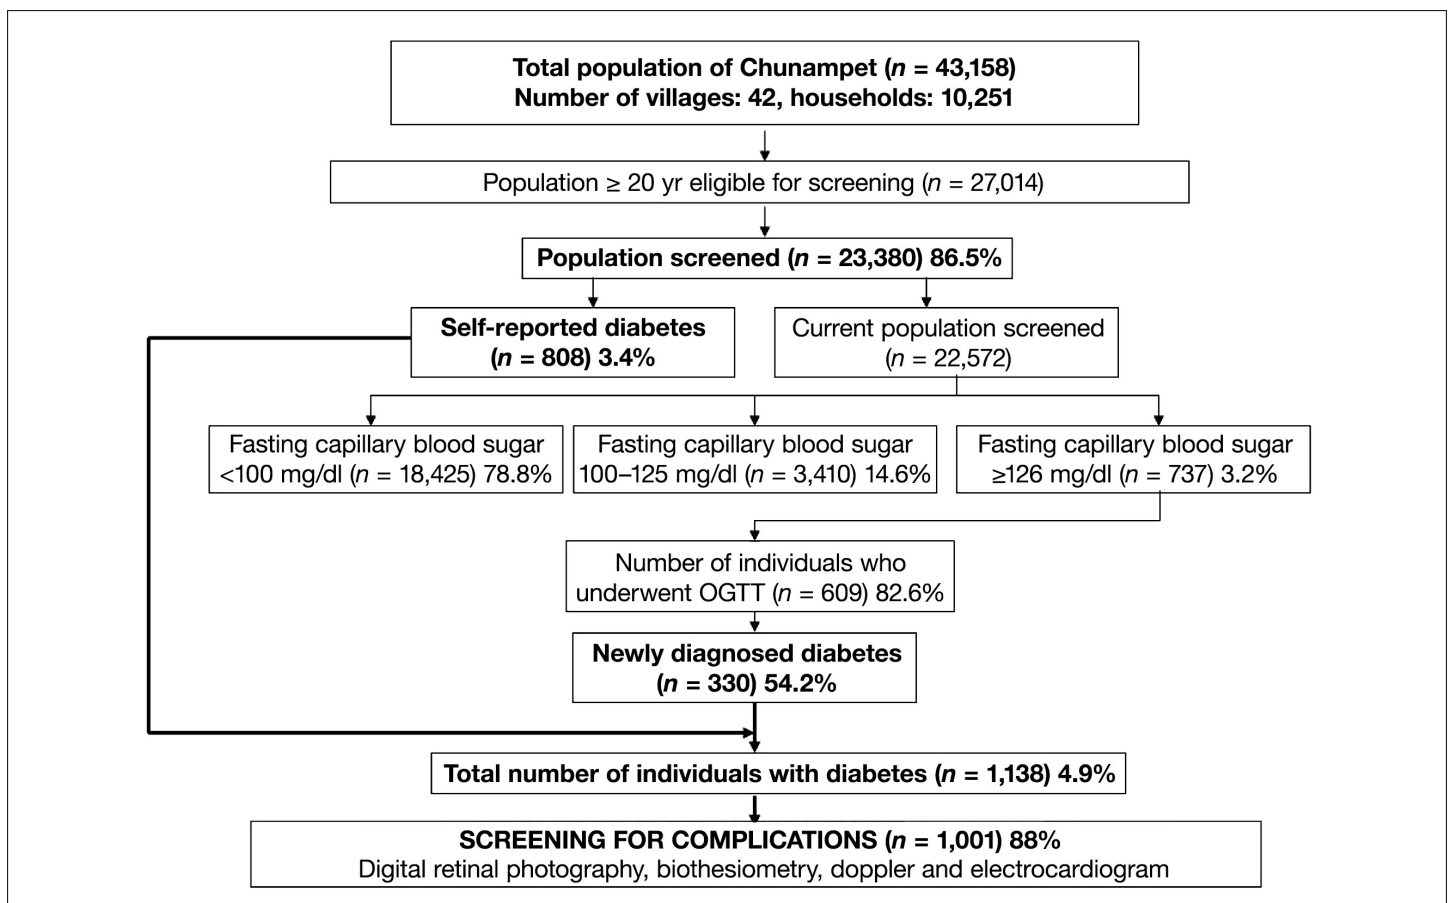 Total population of Chunampet (n = 43,158)
Number of villages: 42, households: 10,251
Population ≥ 20 yr eligible for screening (n = 27,014)
Population screened (n = 23,380) 86.5%
Self-reported diabetes
(n = 808) 3.4%
Current population screened
(n = 22,572)
Fasting capillary blood sugar
<100 mg/dl (n = 18,425) 78.8%
Fasting capillary blood sugar
100–125 mg/dl (n = 3,410) 14.6%
Fasting capillary blood sugar
≥126 mg/dl (n = 737) 3.2%
Number of individuals who
underwent OGTT (n = 609) 82.6%
Newly diagnosed diabetes
(n = 330) 54.2%
Total number of individuals with diabetes (n = 1,138) 4.9%
SCREENING FOR COMPLICATIONS (n = 1,001) 88%
Digital retinal photography, biothesiometry, doppler and electrocardiogram